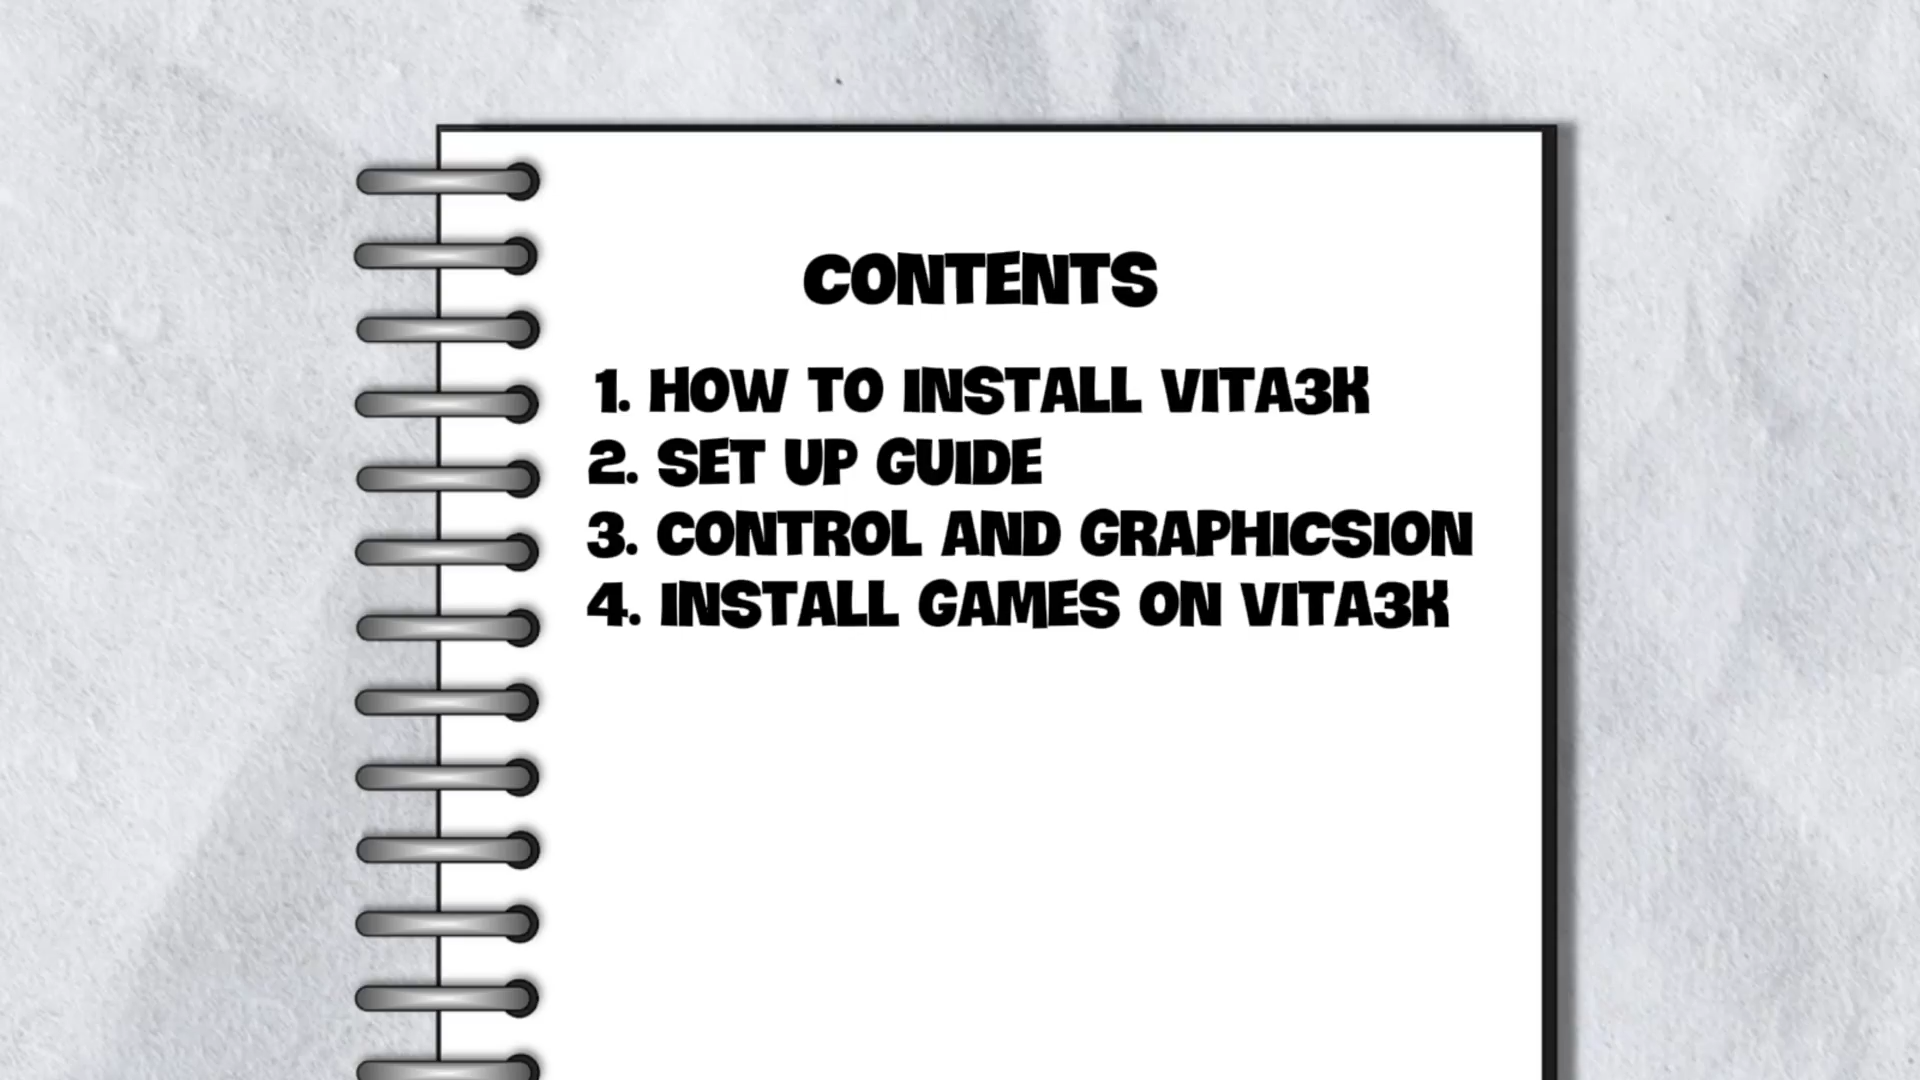 CONTENTS
1. HOW TO INSTALL VITA3K
2. SET UP GUIDE
3. CONTROL AND GRAPHICSION
4. INSTALL GAMES ON VITA3K